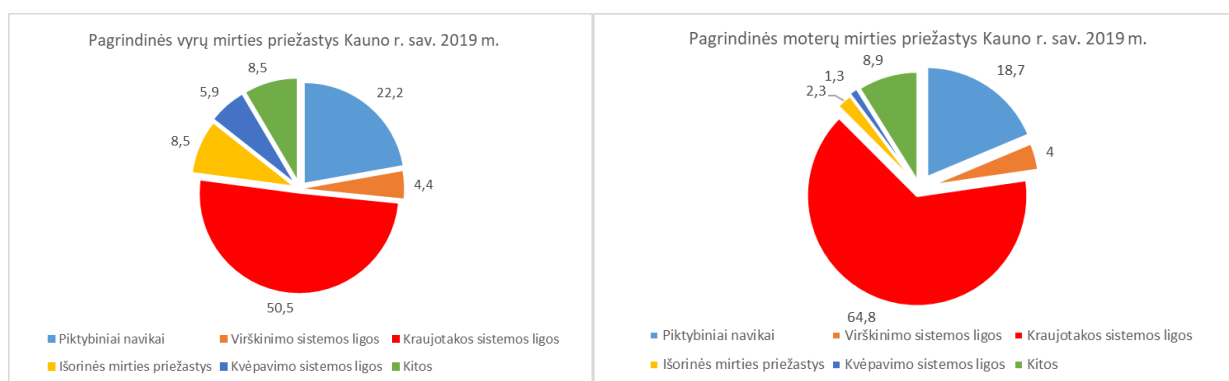 Pagrindinės vyrų mirties priežastys Kauno r. sav. 2019 m.
8,5
22,2
5,9
8,5
4,4
50,5
Piktybiniai navikai
Virškinimo sistemos ligos
Kraujotakos sistemos ligos
Išorinės mirties priežastys
Kvėpavimo sistemos ligos
Kitos
Pagrindinės moterų mirties priežastys Kauno r. sav. 2019 m.
8,9
18,7
1,3
2,3
4
64,8
Piktybiniai navikai
Virškinimo sistemos ligos
Kraujotakos sistemos ligos
Išorinės mirties priežastys
Kvėpavimo sistemos ligos
Kitos